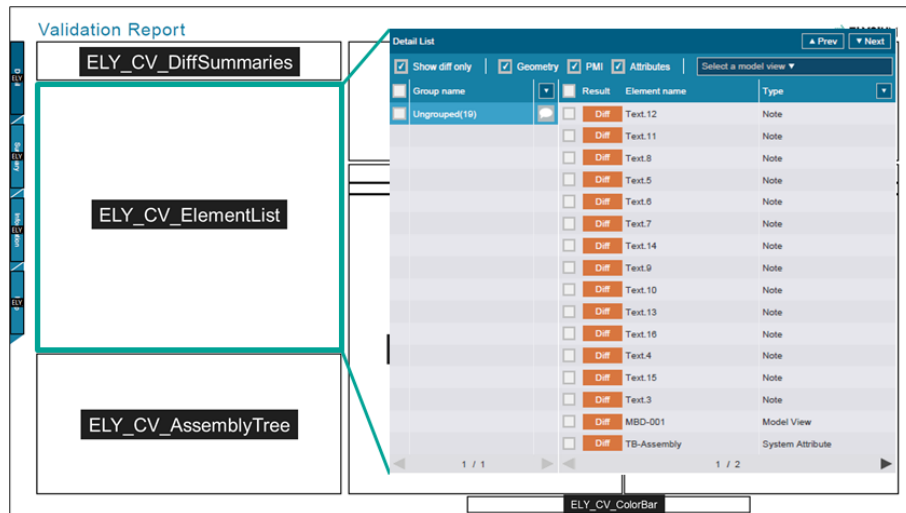 Validation Report
ELY_CV_DiffSummaries
ELY
ELY
ELY
ELY
ELY_CV_ElementList
ELY_CV_AssemblyTree
Detail List
▲ Prev
▼ Next
Show diff only
Geometry
PMI
Attributes
Select a model view ▼
Group name
Result Element name Type
Ungrouped(19)
Diff Text.12 Note
Diff Text.11 Note
Diff Text.8 Note
Diff Text.5 Note
Diff Text.6 Note
Diff Text.7 Note
Diff Text.14 Note
Diff Text.9 Note
Diff Text.10 Note
Diff Text.13 Note
Diff Text.16 Note
Diff Text.4 Note
Diff Text.15 Note
Diff Text.3 Note
Diff MBD-001 Model View
Diff TB-Assembly System Attribute
1 / 1
1 / 2
ELY_CV_ColorBar